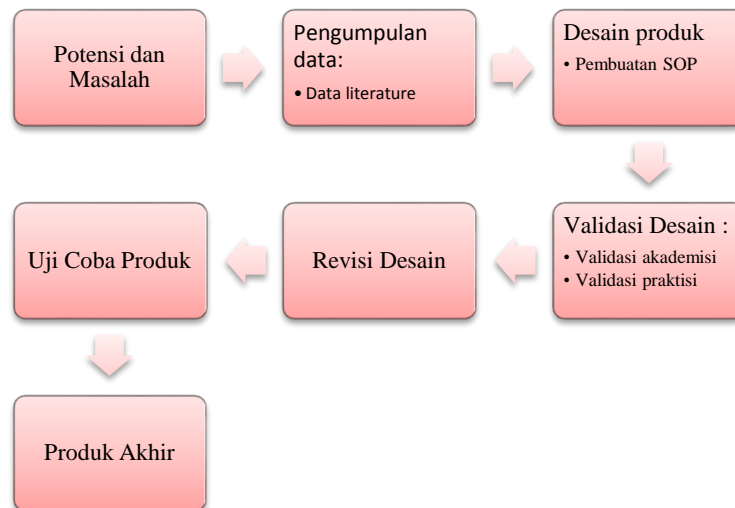 Potensi dan
Masalah
Pengumpulan
data:
• Data literature
Desain produk
• Pembuatan SOP
Validasi Desain :
• Validasi akademisi
• Validasi praktisi
Revisi Desain
Uji Coba Produk
Produk Akhir